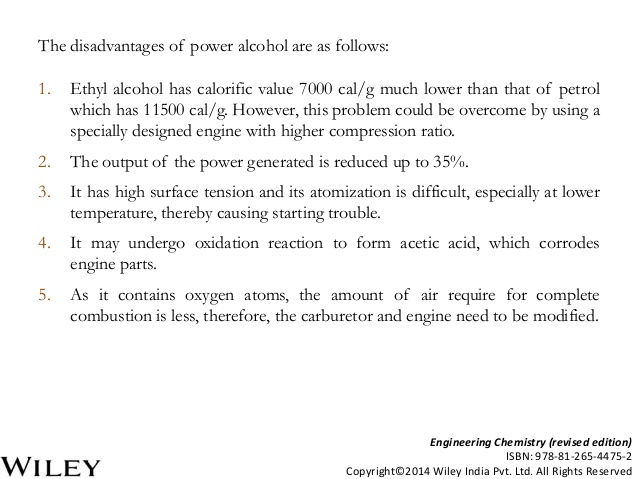 The disadvantages of power alcohol are as follows:
1. Ethyl alcohol has calorific value 7000 cal/g much lower than that of petrol
which has 11500 cal/g. However, this problem could be overcome by using a
specially designed engine with higher compression ratio.
2. The output of the power generated is reduced up to 35%.
3. It has high surface tension and its atomization is difficult, especially at lower
temperature, thereby causing starting trouble.
4. It may undergo oxidation reaction to form acetic acid, which corrodes
engine parts.
5. As it contains oxygen atoms, the amount of air require for complete
combustion is less, therefore, the carburetor and engine need to be modified.
Engineering Chemistry (revised edition)
ISBN: 978-81-265-4475-2
Copyright©2014 Wiley India Pvt. Ltd. All Rights Reserved
WILEY